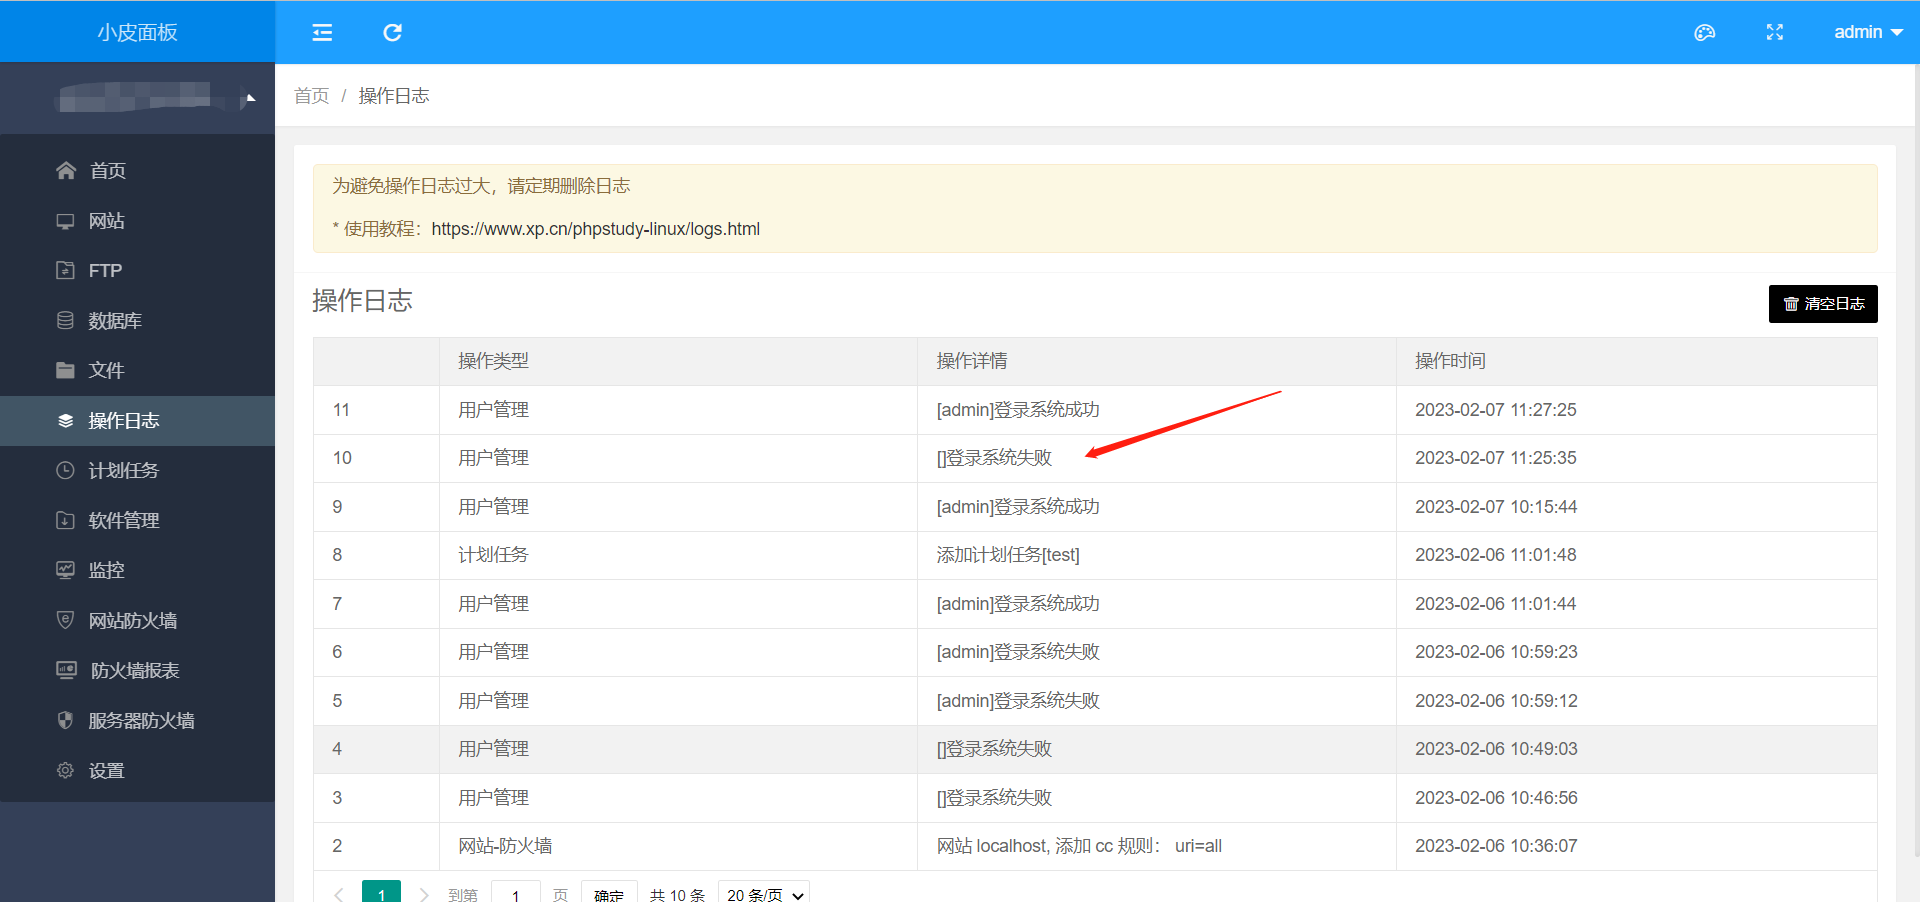 小皮面板
admin
首页 / 操作日志
首页
网站
FTP
数据库
文件
操作日志
计划任务
软件管理
监控
网站防火墙
防火墙报表
服务器防火墙
设置
为避免操作日志过大，请定期删除日志
* 使用教程：https://www.xp.cn/phpstudy-linux/logs.html
操作日志
清空日志
操作类型 操作详情 操作时间
11 用户管理 [admin]登录系统成功 2023-02-07 11:27:25
10 用户管理 []登录系统失败 2023-02-07 11:25:35
9 用户管理 [admin]登录系统成功 2023-02-07 10:15:44
8 计划任务 添加计划任务[test] 2023-02-06 11:01:48
7 用户管理 [admin]登录系统成功 2023-02-06 11:01:44
6 用户管理 [admin]登录系统失败 2023-02-06 10:59:23
5 用户管理 [admin]登录系统失败 2023-02-06 10:59:12
4 用户管理 []登录系统失败 2023-02-06 10:49:03
3 用户管理 []登录系统失败 2023-02-06 10:46:56
2 网站-防火墙 网站 localhost, 添加 cc 规则： uri=all 2023-02-06 10:36:07
1 到第 1 页 确定 共 10 条 20 条/页